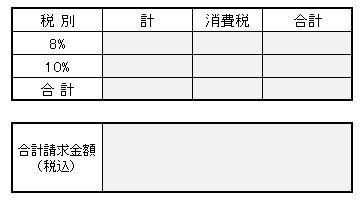 税 別 計 消費税 合計
8%
10%
合 計
合計請求金額
（税込）